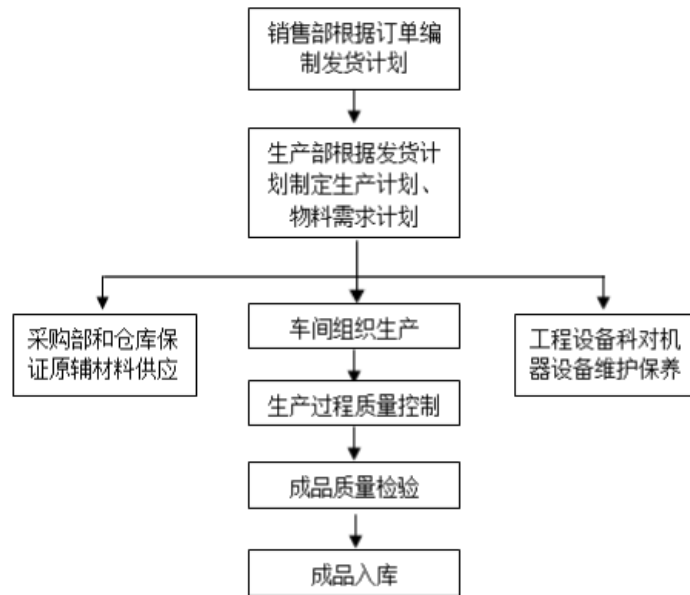 销售部根据订单编
制发货计划
生产部根据发货计
划制定生产计划、
物料需求计划
采购部和仓库保
证原辅材料供应
车间组织生产
工程设备科对机
器设备维护保养
生产过程质量控制
成品质量检验
成品入库